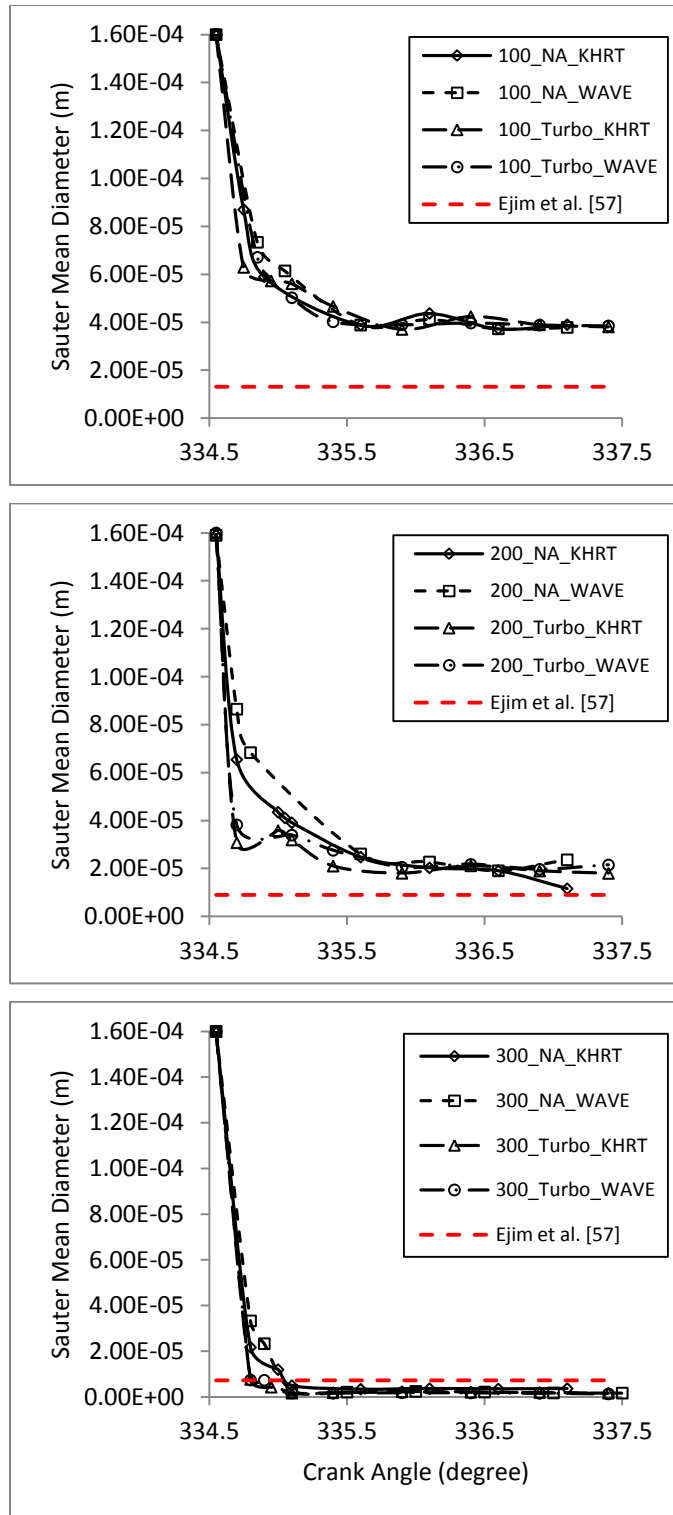 1.60E-04
1.40E-04
1.20E-04
1.00E-04
8.00E-05
6.00E-05
4.00E-05
2.00E-05
0.00E+00
Sauter Mean Diameter (m)
334.5 335.5 336.5 337.5
100_NA_KHRT
100_NA_WAVE
100_Turbo_KHRT
100_Turbo_WAVE
Ejim et al. [57]
1.60E-04
1.40E-04
1.20E-04
1.00E-04
8.00E-05
6.00E-05
4.00E-05
2.00E-05
0.00E+00
Sauter Mean Diameter (m)
334.5 335.5 336.5 337.5
200_NA_KHRT
200_NA_WAVE
200_Turbo_KHRT
200_Turbo_WAVE
Ejim et al. [57]
1.60E-04
1.40E-04
1.20E-04
1.00E-04
8.00E-05
6.00E-05
4.00E-05
2.00E-05
0.00E+00
Sauter Mean Diameter (m)
334.5 335.5 336.5 337.5
Crank Angle (degree)
300_NA_KHRT
300_NA_WAVE
300_Turbo_KHRT
300_Turbo_WAVE
Ejim et al. [57]